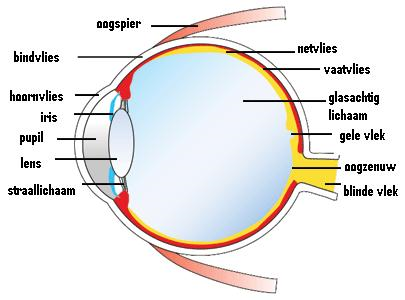 oogspier
bindvlies
hoornvlies
iris
pupil
lens
straallichaam
netvlies
vaatvlies
glasachtig
lichaam
gele vlek
oogzenuw
blinde vlek